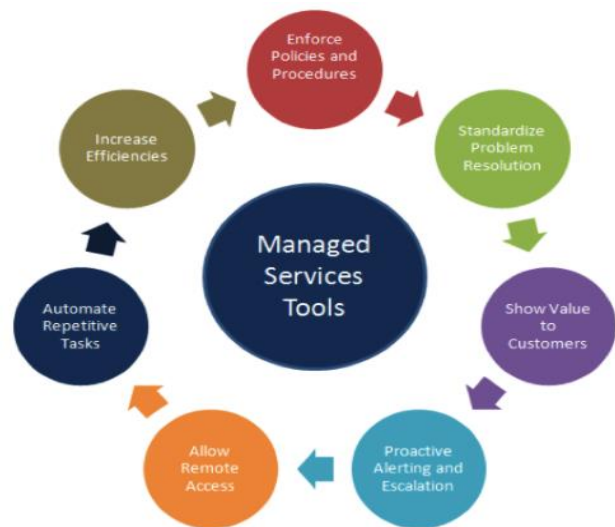 Enforce
Policies and
Procedures
Standardize
Problem
Resolution
Show Value
to
Customers
Proactive
Alerting and
Escalation
Allow
Remote
Access
Automate
Repetitive
Tasks
Increase
Efficiencies
Managed
Services
Tools